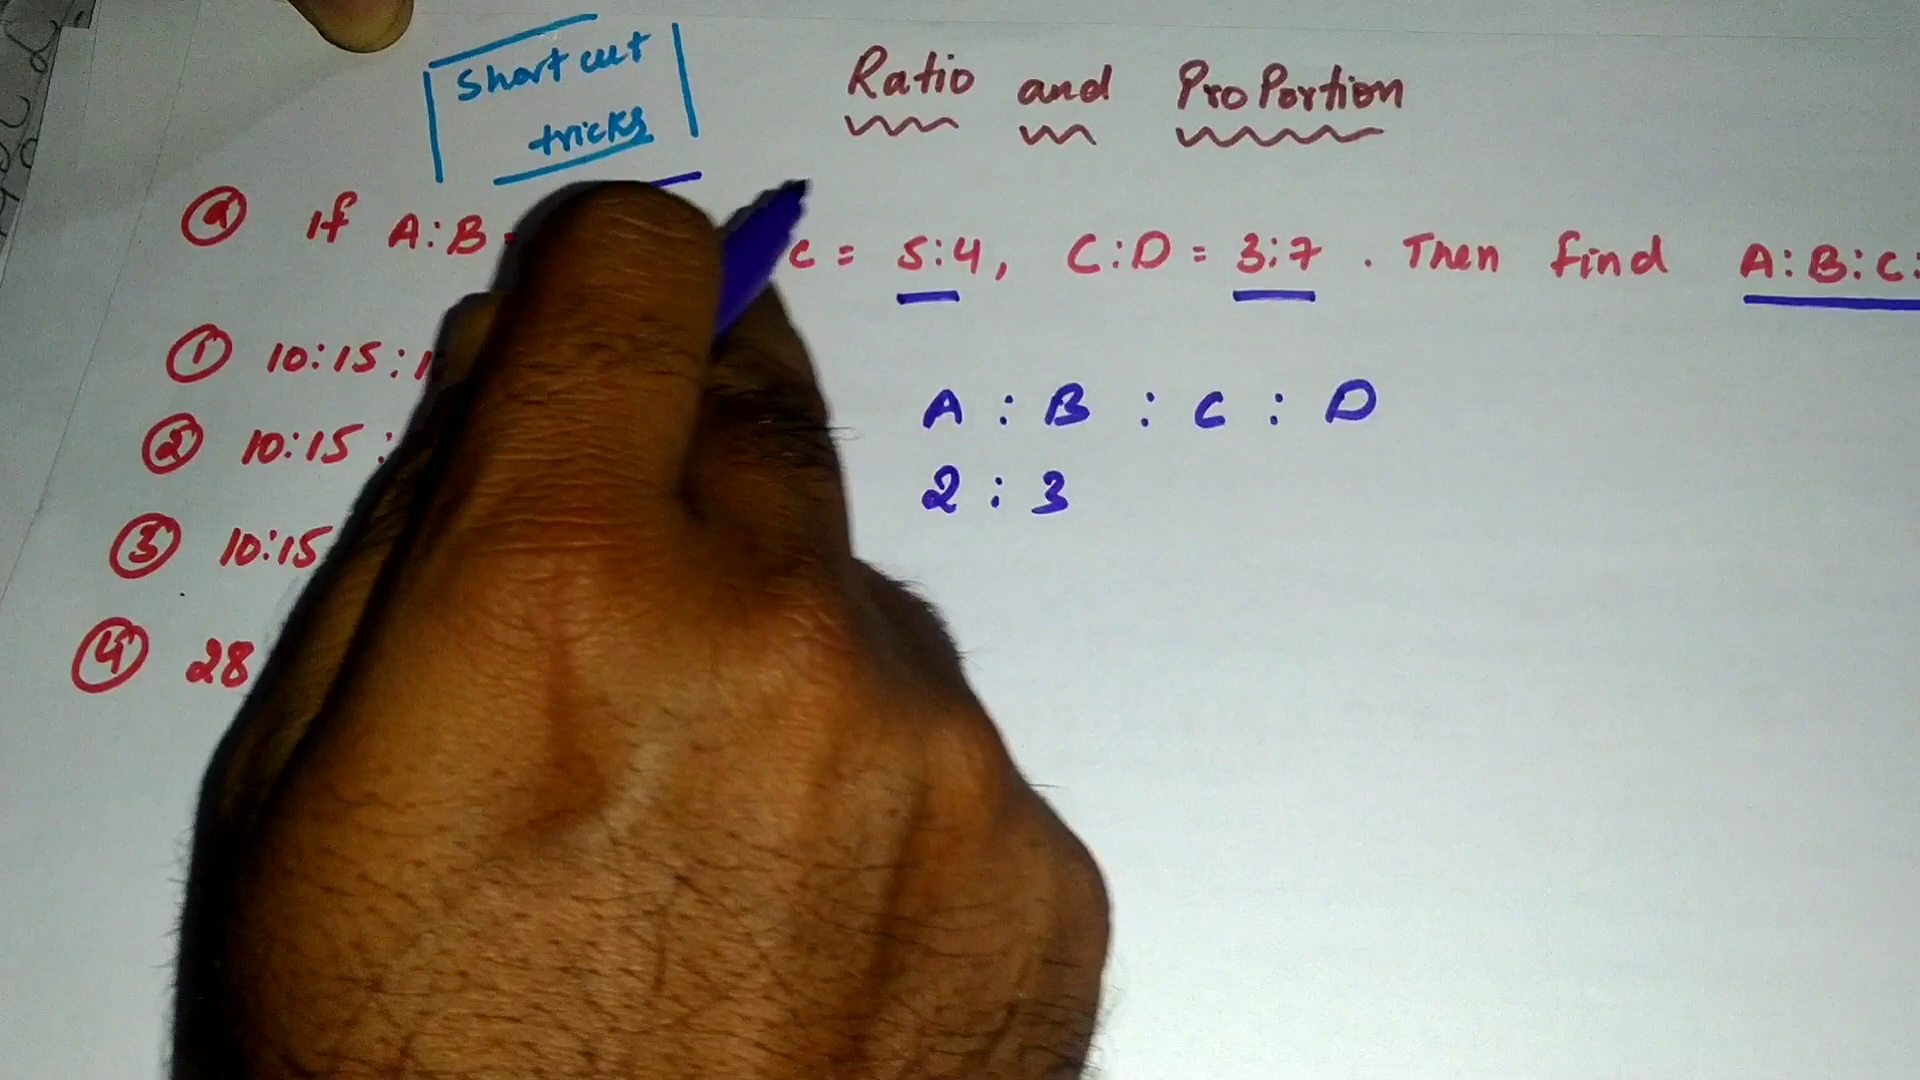 Short cut
tricks
Ratio and Proportion
Q If A:B C = 5:4, C:D = 3:7 . Then find A:B:C:
① 10:15:1
② 10:15:
③ 10:15
④ 28
A : B : C : D
2 : 3